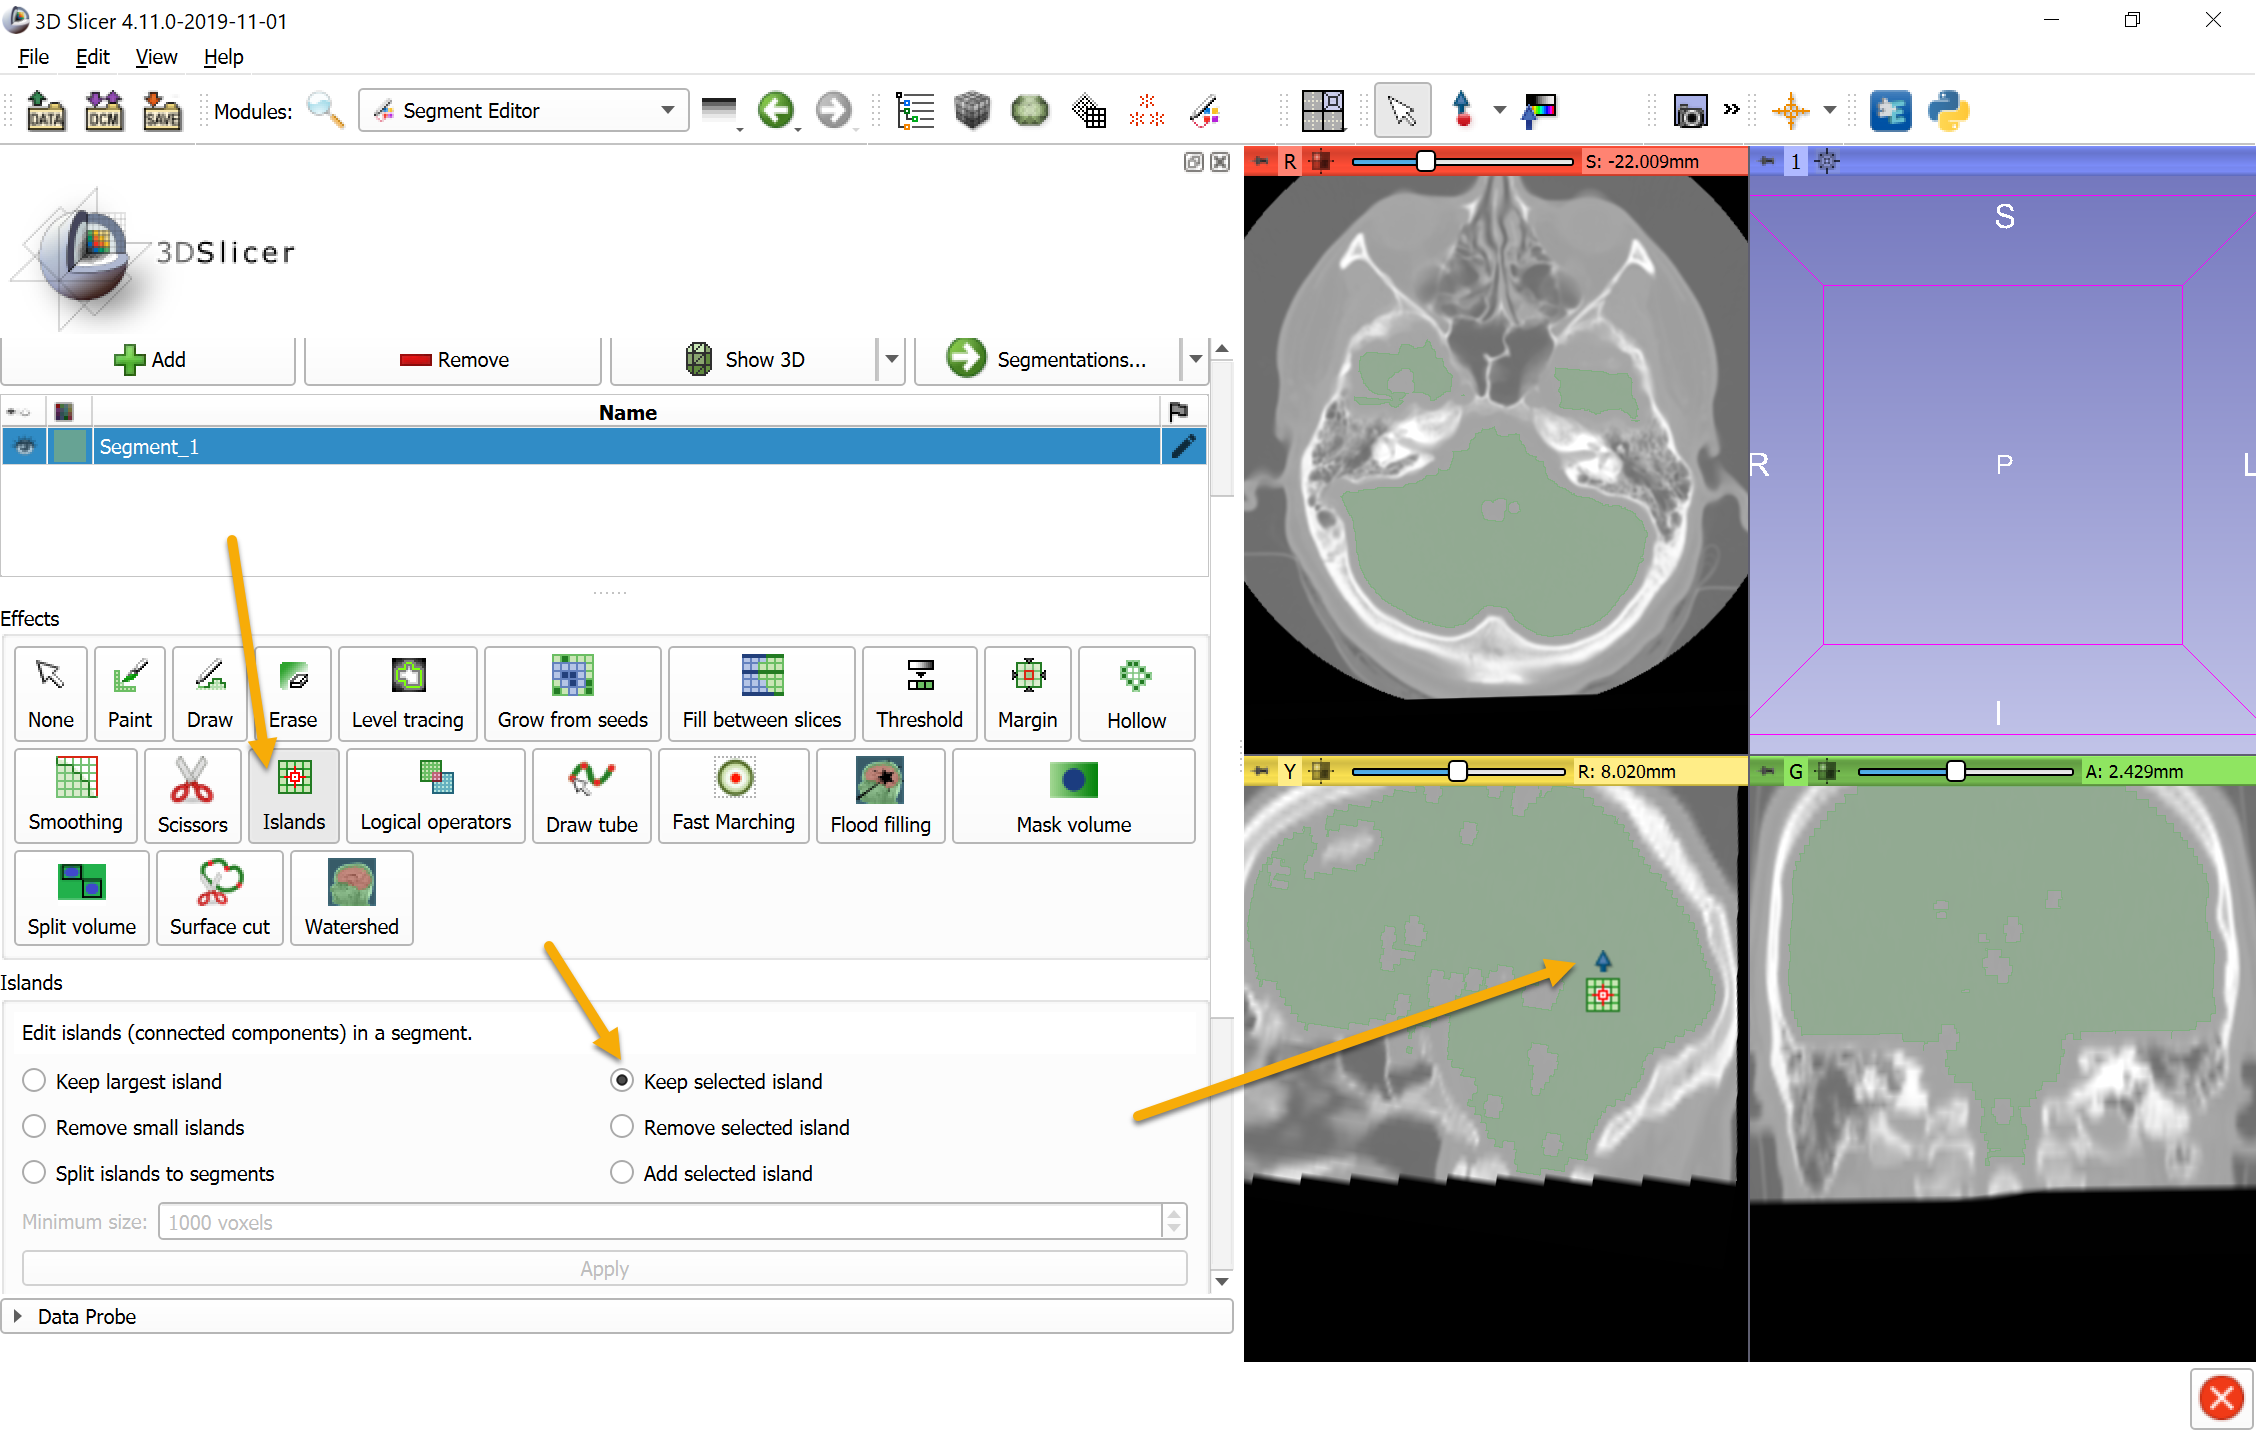 3D Slicer 4.11.0-2019-11-01
File Edit View Help
DATA DCM SAVE Modules: Segment Editor
R S: -22.009mm 1
3DSlicer
S
R P L
I
Add Remove Show 3D Segmentations...
Name
Segment_1
Effects
None Paint Draw Erase Level tracing Grow from seeds Fill between slices Threshold Margin Hollow
Y R: 8.020mm G A: 2.429mm
Smoothing Scissors Islands Logical operators Draw tube Fast Marching Flood filling Mask volume
Split volume Surface cut Watershed
Islands
Edit islands (connected components) in a segment.
Keep largest island Keep selected island
Remove small islands Remove selected island
Split islands to segments Add selected island
Minimum size: 1000 voxels
Apply
Data Probe